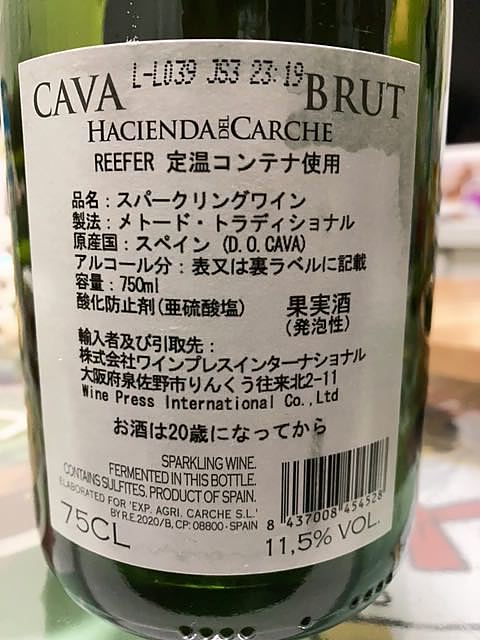 L-L039 JS3 23:19
CAVA BRUT
HACIENDA DEL CARCHE
REEFER 定温コンテナ使用
品名：スパークリングワイン
製法：メトード・トラディショナル
原産国：スペイン (D.O.CAVA)
アルコール分：表又は裏ラベルに記載
容量：750ml
酸化防止剤(亜硫酸塩) 果実酒
(発泡性)
輸入者及び引取先：
株式会社ワインプレスインターナショナル
大阪府泉佐野市りんくう往来北2-11
Wine Press International Co.,Ltd
お酒は20歳になってから
SPARKLING WINE.
FERMENTED IN THIS BOTTLE.
CONTAINS SULFITES. PRODUCT OF SPAIN.
ELABORATED FOR 'EXP. AGRI. CARCHE S.L.'
BY R.E. 2020/B, CP: 08800 - SPAIN
8 437008 454528
75CL 11,5% VOL.